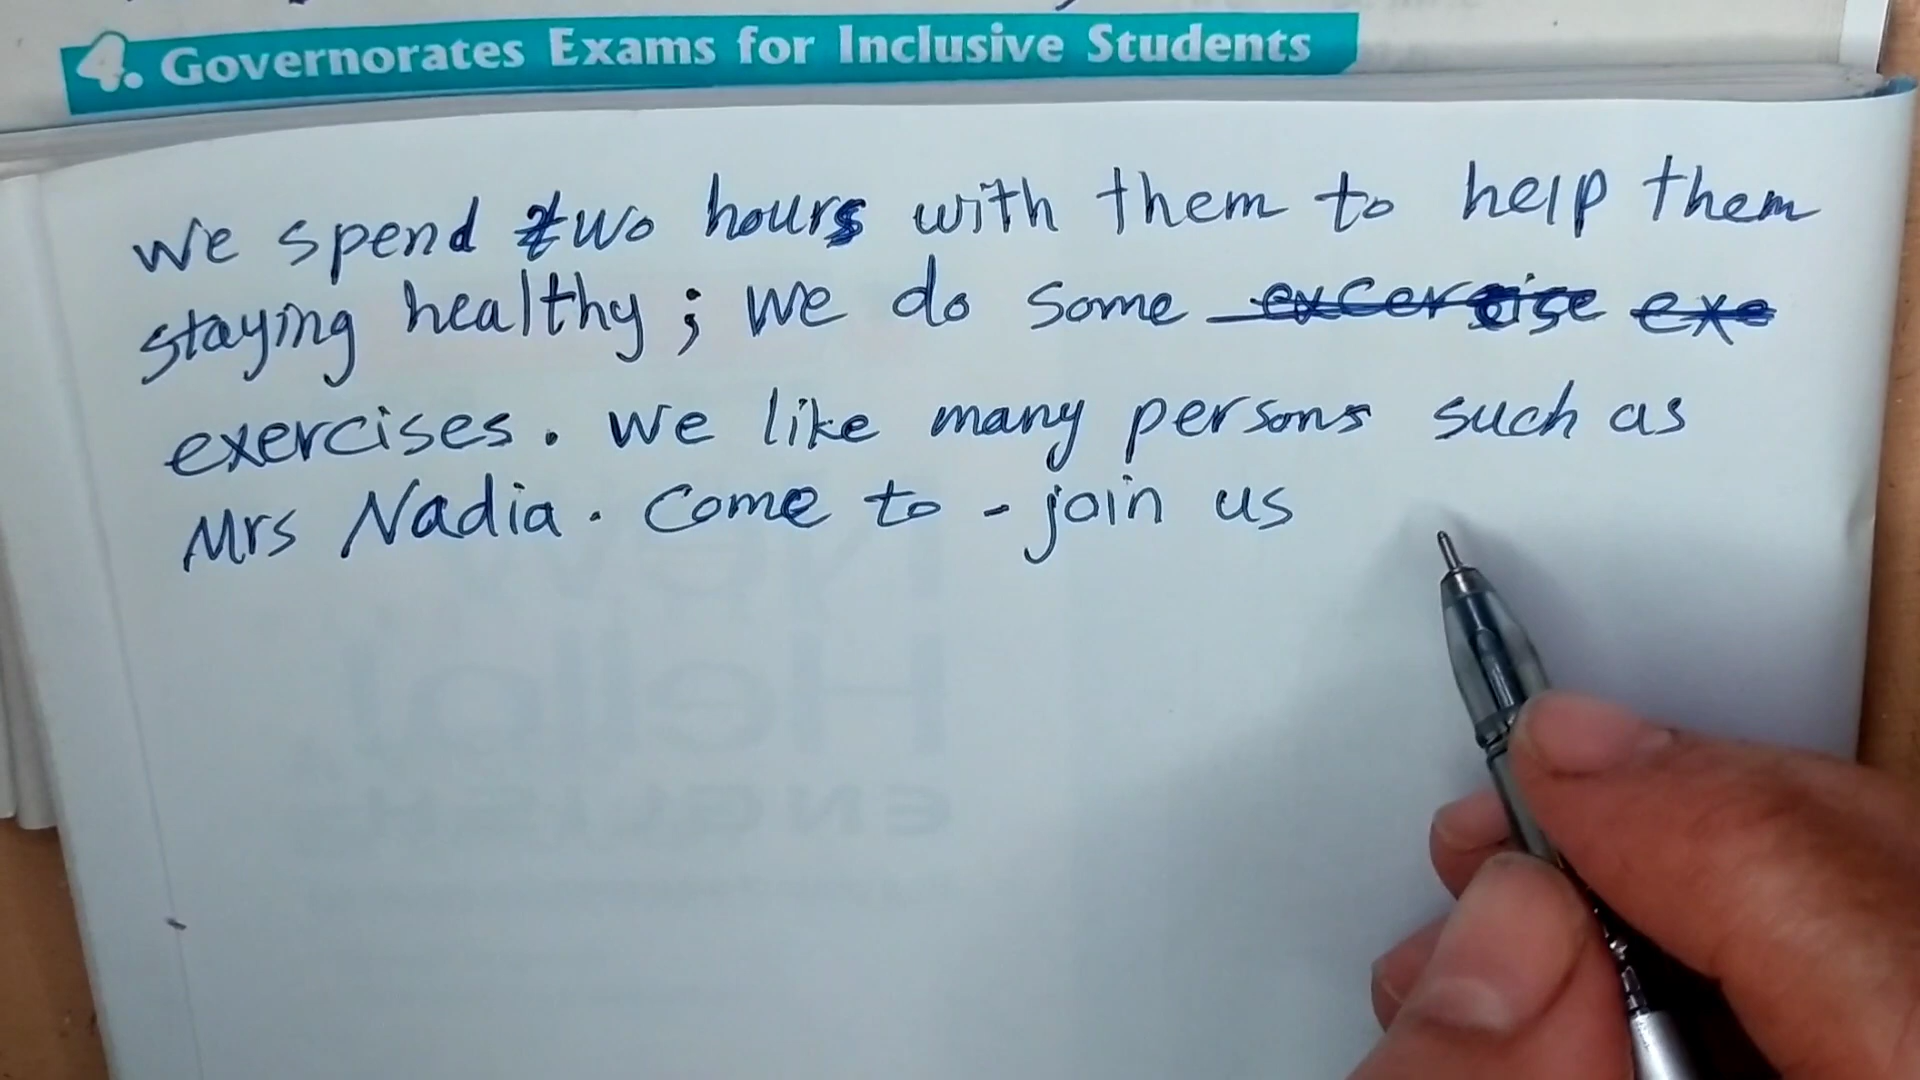 4. Governorates Exams for Inclusive Students
We spend two hours with them to help them
staying healthy; we do some excercise exe
exercises. We like many persons such as
Mrs Nadia. Come to - join us